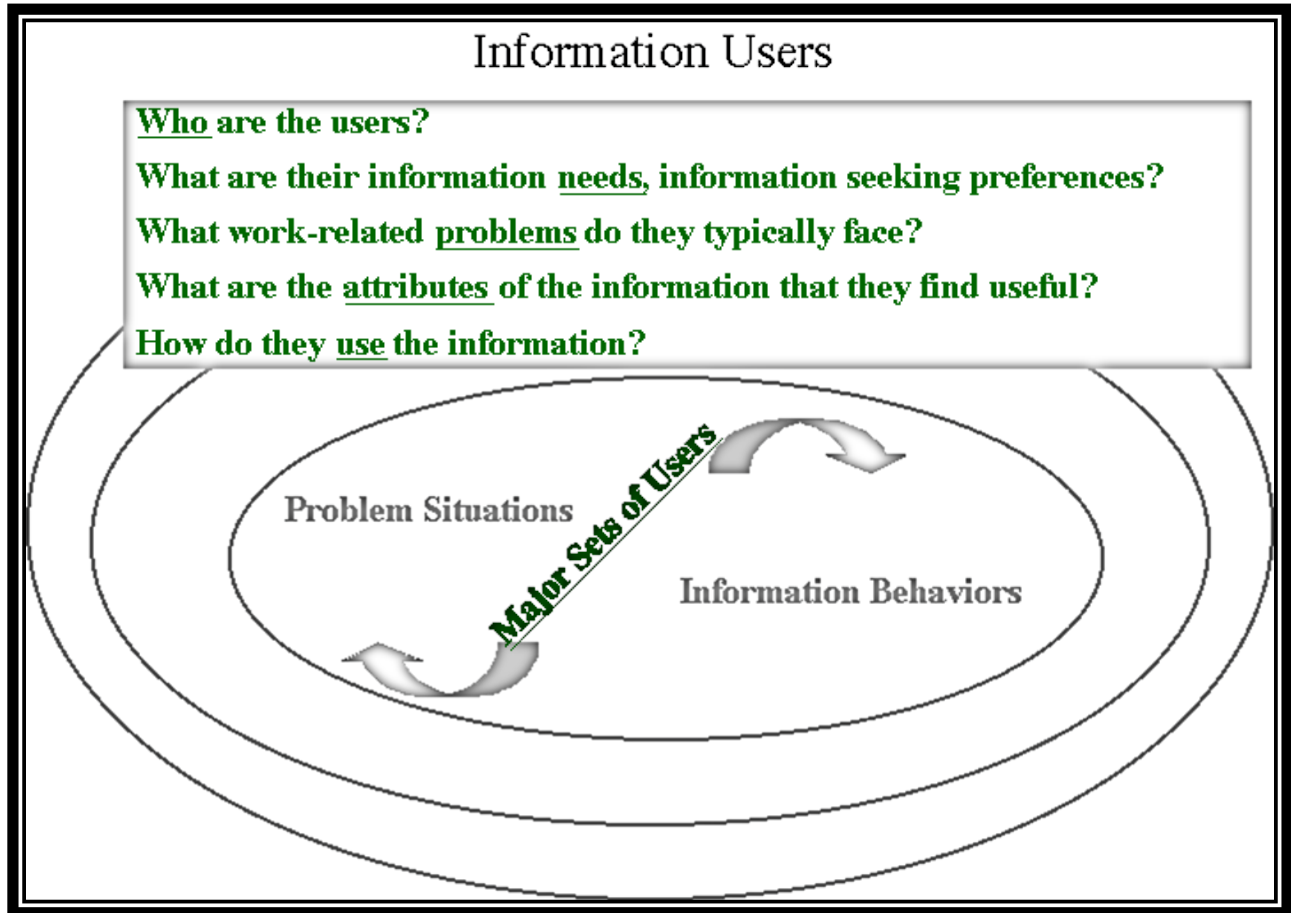 Information Users
Who are the users?
What are their information needs, information seeking preferences?
What work-related problems do they typically face?
What are the attributes of the information that they find useful?
How do they use the information?
Major Sets of Users
Problem Situations
Information Behaviors